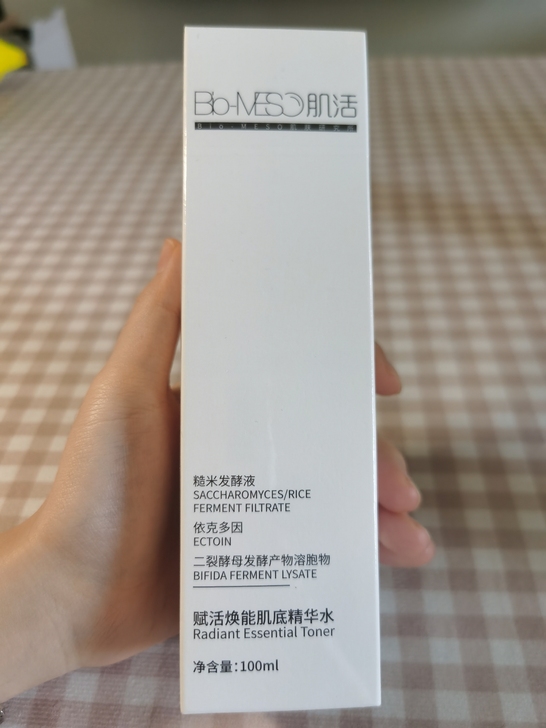 Bio-MESO肌活
糙米发酵液
SACCHAROMYCES/RICE
FERMENT FILTRATE
依克多因
ECTOIN
二裂酵母发酵产物溶胞物
BIFIDA FERMENT LYSATE
赋活焕能肌底精华水
Radiant Essential Toner
净含量:100ml